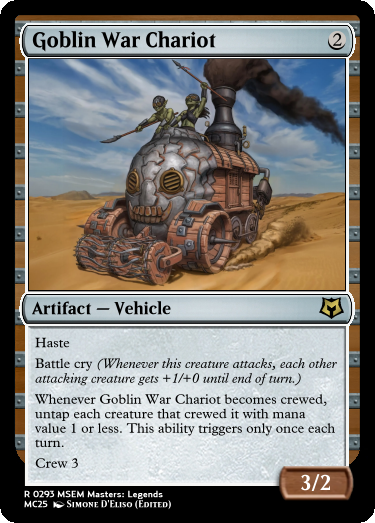 Goblin War Chariot 2
Artifact — Vehicle
Haste
Battle cry (Whenever this creature attacks, each other
attacking creature gets +1/+0 until end of turn.)
Whenever Goblin War Chariot becomes crewed,
untap each creature that crewed it with mana
value 1 or less. This ability triggers only once each
turn.
Crew 3
3/2
R 0293 MSEM Masters: Legends
MC25 Simone D'Eliso (Edited)